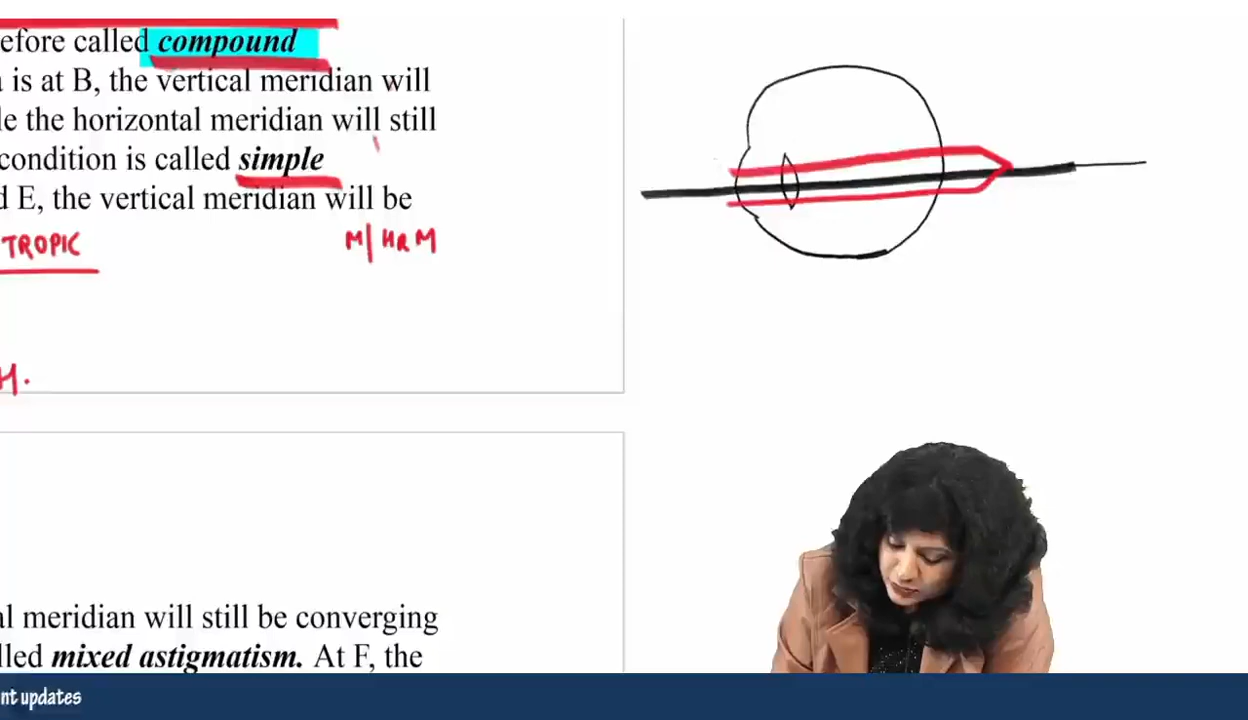 efore called compound
is at B, the vertical meridian will
le the horizontal meridian will still
condition is called simple
d E, the vertical meridian will be
TROPIC M/HRM
H.
al meridian will still be converging
lled mixed astigmatism. At F, the
nt updates